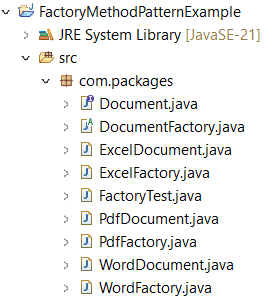 FactoryMethodPatternExample
JRE System Library [JavaSE-21]
src
com.packages
Document.java
DocumentFactory.java
ExcelDocument.java
ExcelFactory.java
FactoryTest.java
PdfDocument.java
PdfFactory.java
WordDocument.java
WordFactory.java